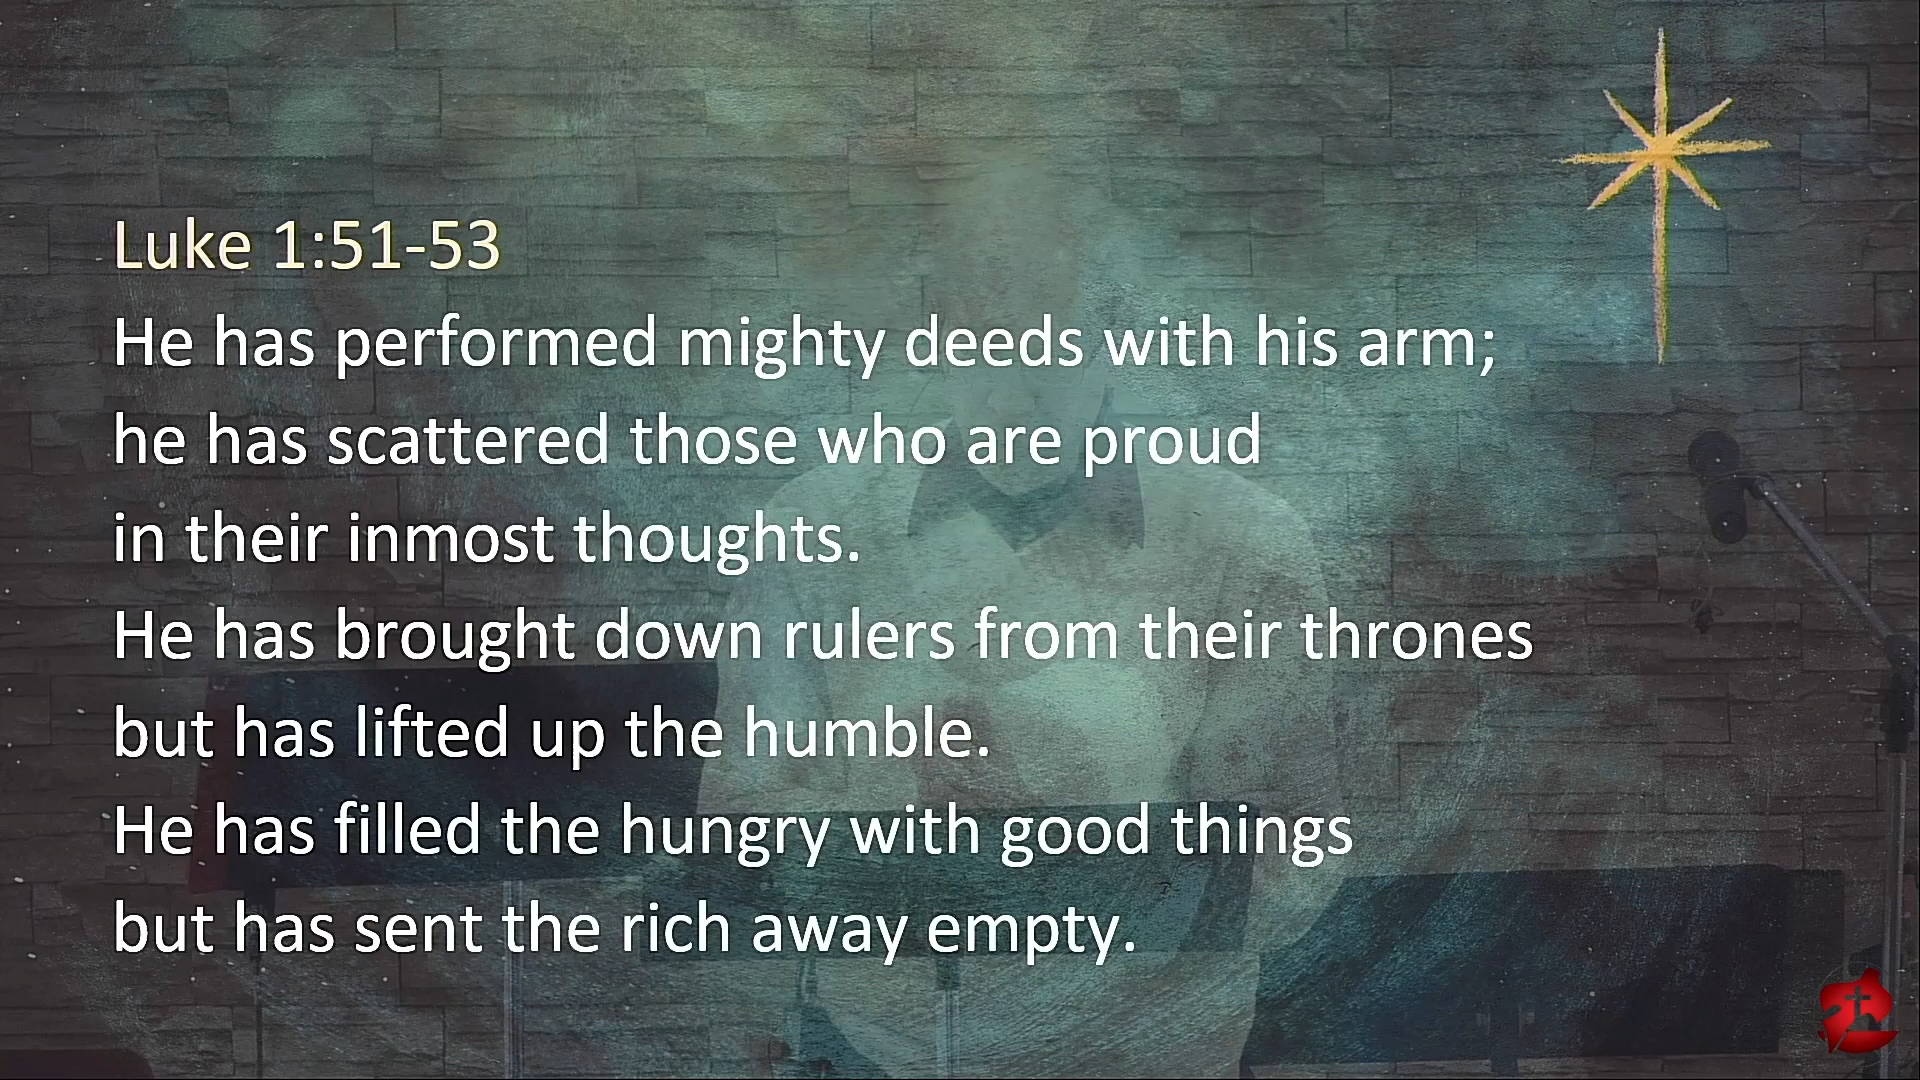 Luke 1:51-53
He has performed mighty deeds with his arm;
he has scattered those who are proud
in their inmost thoughts.
He has brought down rulers from their thrones
but has lifted up the humble.
He has filled the hungry with good things
but has sent the rich away empty.